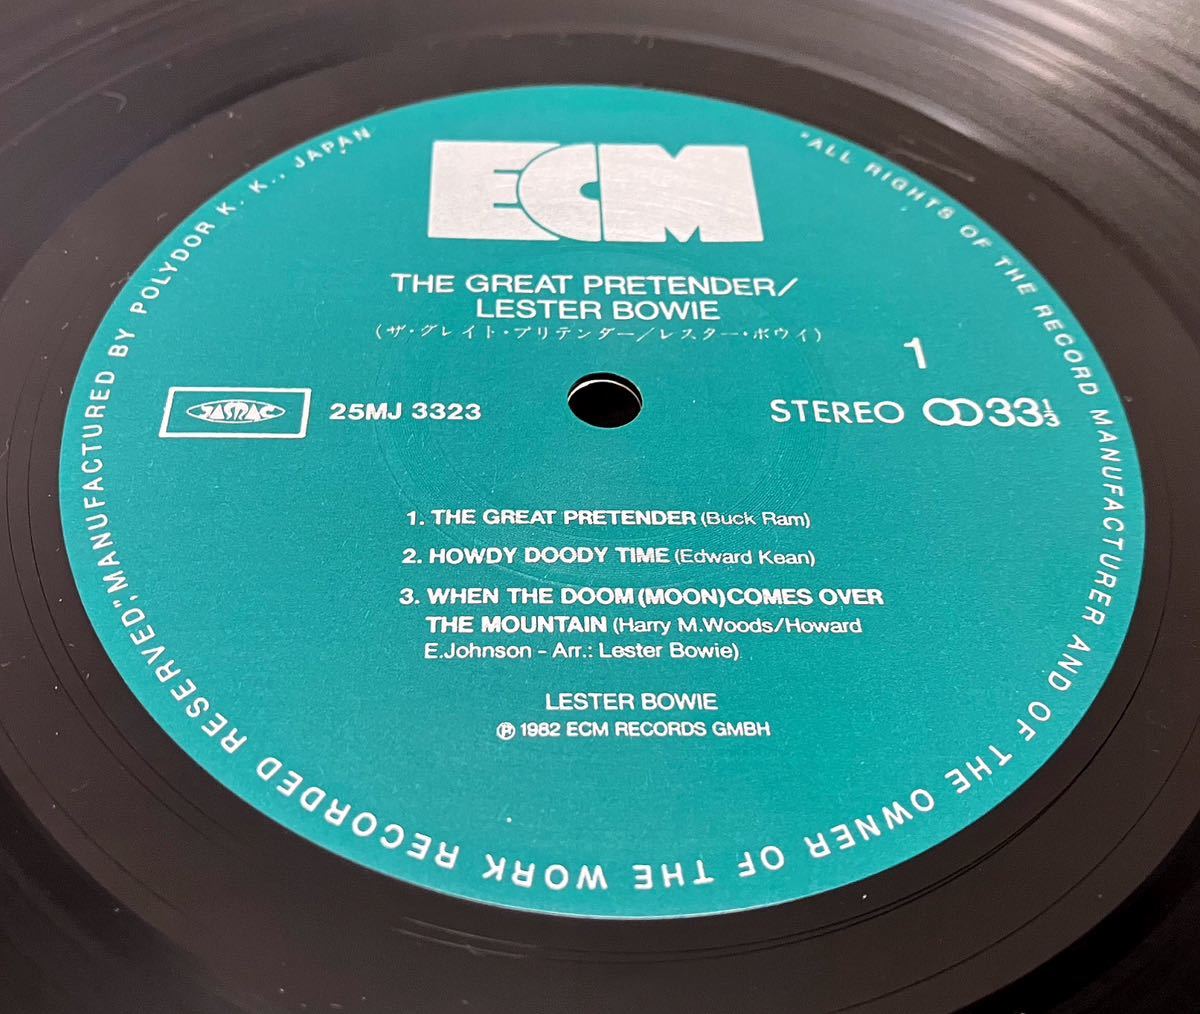 ECM
THE GREAT PRETENDER/
LESTER BOWIE
(ザ・グレイト・プリテンダー/レスター・ボウイ)
1
JASRAC
25MJ 3323
STEREO 33 1/3
1. THE GREAT PRETENDER (Buck Ram)
2. HOWDY DOODY TIME (Edward Kean)
3. WHEN THE DOOM (MOON) COMES OVER
THE MOUNTAIN (Harry M.Woods/Howard
E.Johnson - Arr.: Lester Bowie)
LESTER BOWIE
℗ 1982 ECM RECORDS GMBH
"ALL RIGHTS OF THE RECORD MANUFACTURER AND OF THE OWNER OF THE WORK RECORDED RESERVED", MANUFACTURED BY POLYDOR K. K., JAPAN